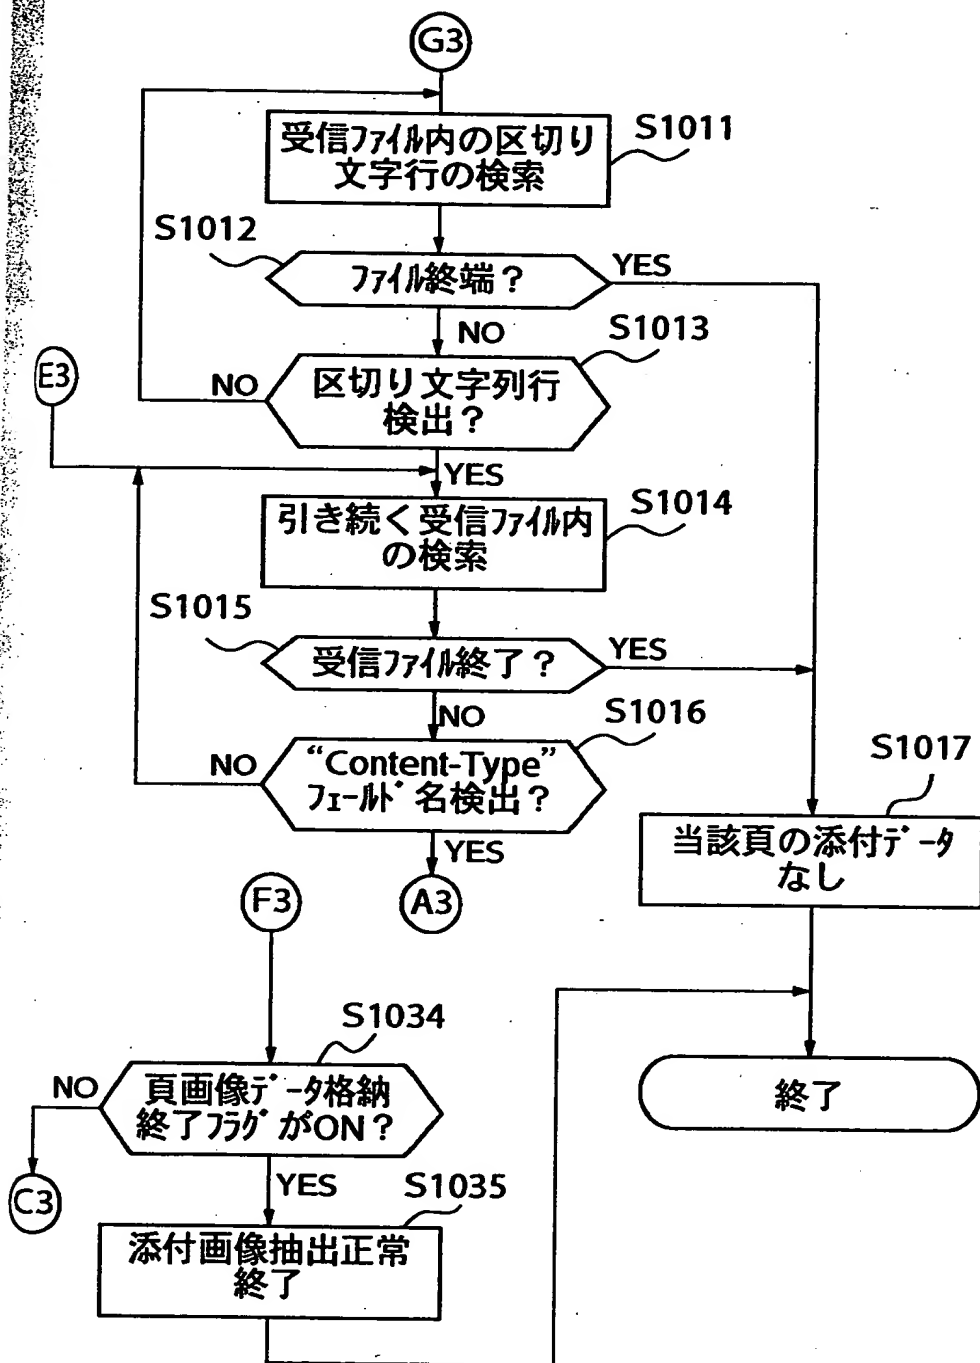 G3
受信ファイル内の区切り
文字行の検索
S1011
S1012
ファイル終端？
YES
NO
S1013
E3
NO
区切り文字列行
検出？
YES
S1014
引き続く受信ファイル内
の検索
S1015
受信ファイル終了？
YES
NO
S1016
NO
“Content-Type”
フェールド名検出？
YES
S1017
当該頁の添付データ
なし
F3
A3
S1034
NO
頁画像データ格納
終了フラグがON？
終了
C3
YES
S1035
添付画像抽出正常
終了